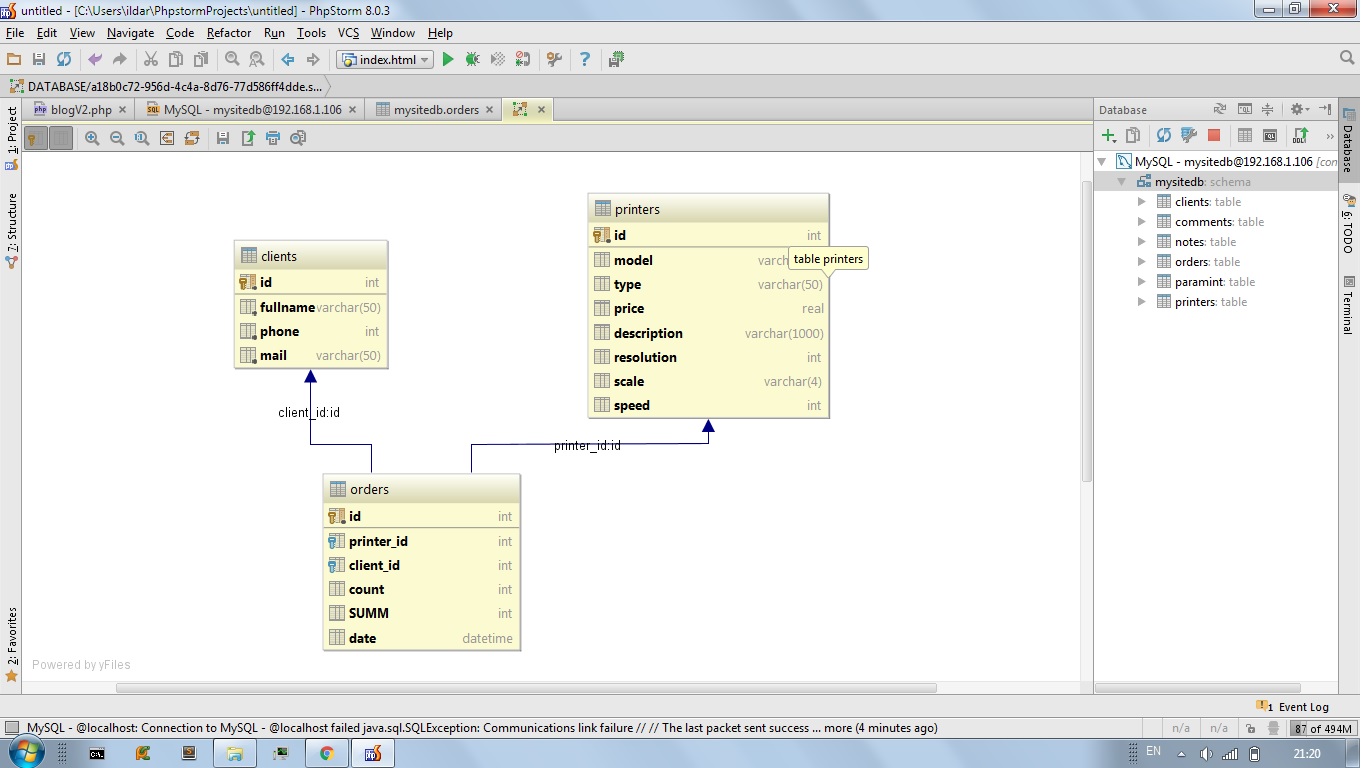 untitled - [C:\Users\ildar\PhpstormProjects\untitled] - PhpStorm 8.0.3
File Edit View Navigate Code Refactor Run Tools VCS Window Help
index.html
DATABASE/a18b0c72-956d-4c4a-8d76-77d586ff4dde.s...
blogV2.php
MySQL - mysitedb@192.168.1.106
mysitedb.orders
Database
1: Project
7: Structure
2: Favorites
clients
id int
fullname varchar(50)
phone int
mail varchar(50)
client_id:id
printers
id int
model varch
table printers
type varchar(50)
price real
description varchar(1000)
resolution int
scale varchar(4)
speed int
printer_id:id
orders
id int
printer_id int
client_id int
count int
SUMM int
date datetime
Powered by yFiles
MySQL - mysitedb@192.168.1.106 [con
mysitedb: schema
clients: table
comments: table
notes: table
orders: table
paramint: table
printers: table
Database
6: TODO
Terminal
1 Event Log
MySQL - @localhost: Connection to MySQL - @localhost failed java.sql.SQLException: Communications link failure // // The last packet sent success ... more (4 minutes ago)
n/a n/a 87 of 494M
EN 21:20